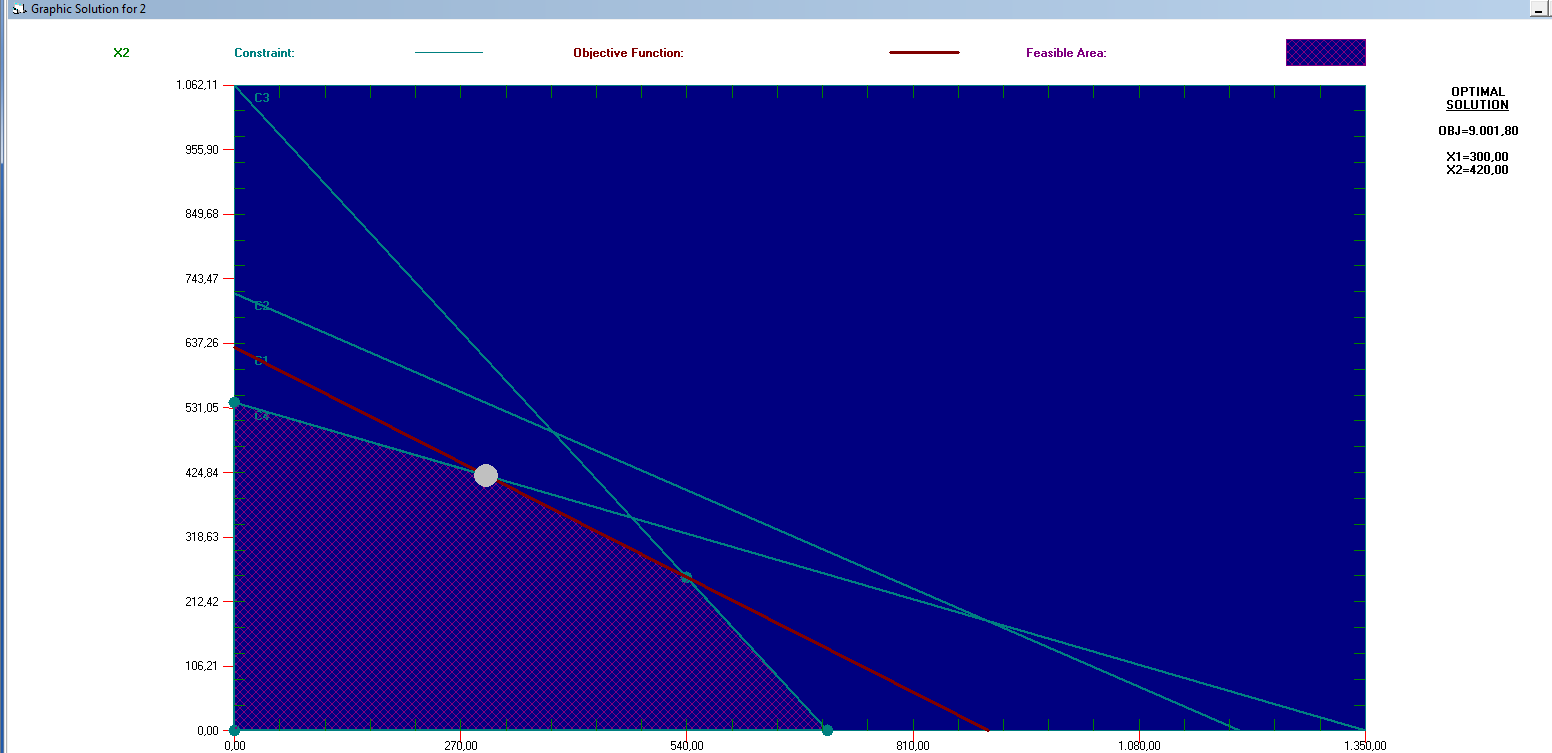 Graphic Solution for 2
X2 Constraint: Objective Function: Feasible Area:
OPTIMAL
SOLUTION
OBJ=9.001,80
X1=300,00
X2=420,00
1.062,11
955,90
849,68
743,47
637,26
531,05
424,84
318,63
212,42
106,21
0,00
C3
C2
C1
C4
0,00 270,00 540,00 810,00 1.080,00 1.350,00